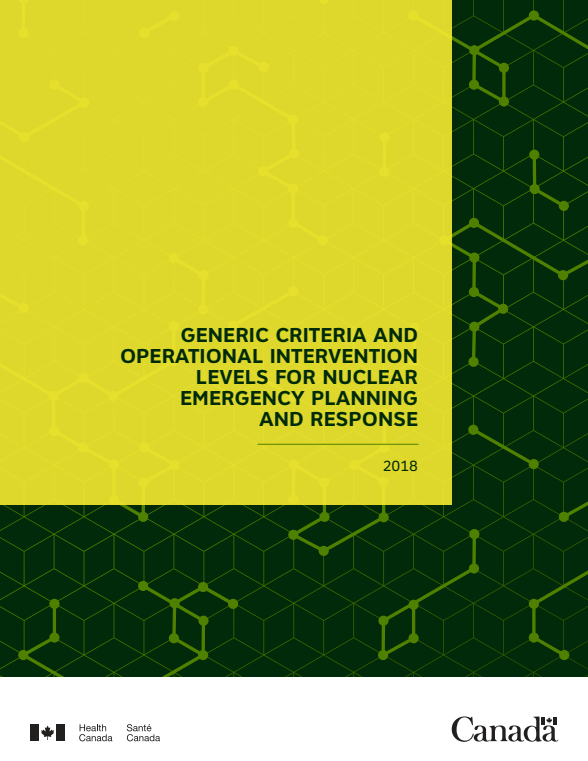 GENERIC CRITERIA AND
OPERATIONAL INTERVENTION
LEVELS FOR NUCLEAR
EMERGENCY PLANNING
AND RESPONSE
2018
Health
Canada
Santé
Canada
Canada